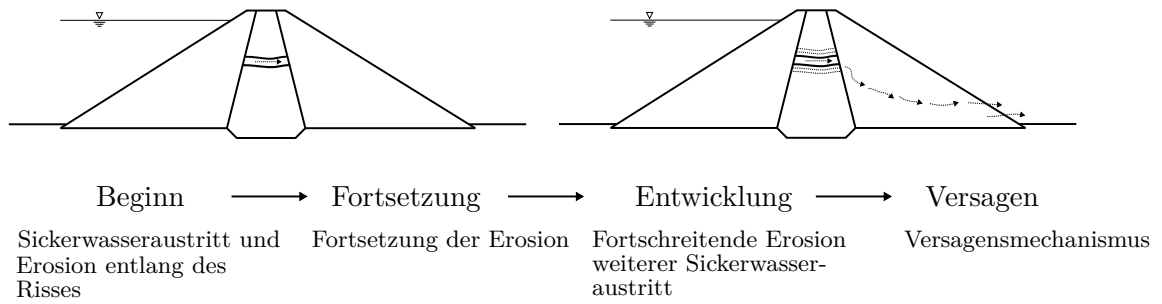 Beginn
Fortsetzung
Entwicklung
Versagen
Sickerwasseraustritt und
Erosion entlang des
Risses
Fortsetzung der Erosion
Fortschreitende Erosion
weiterer Sickerwasser-
austritt
Versagensmechanismus